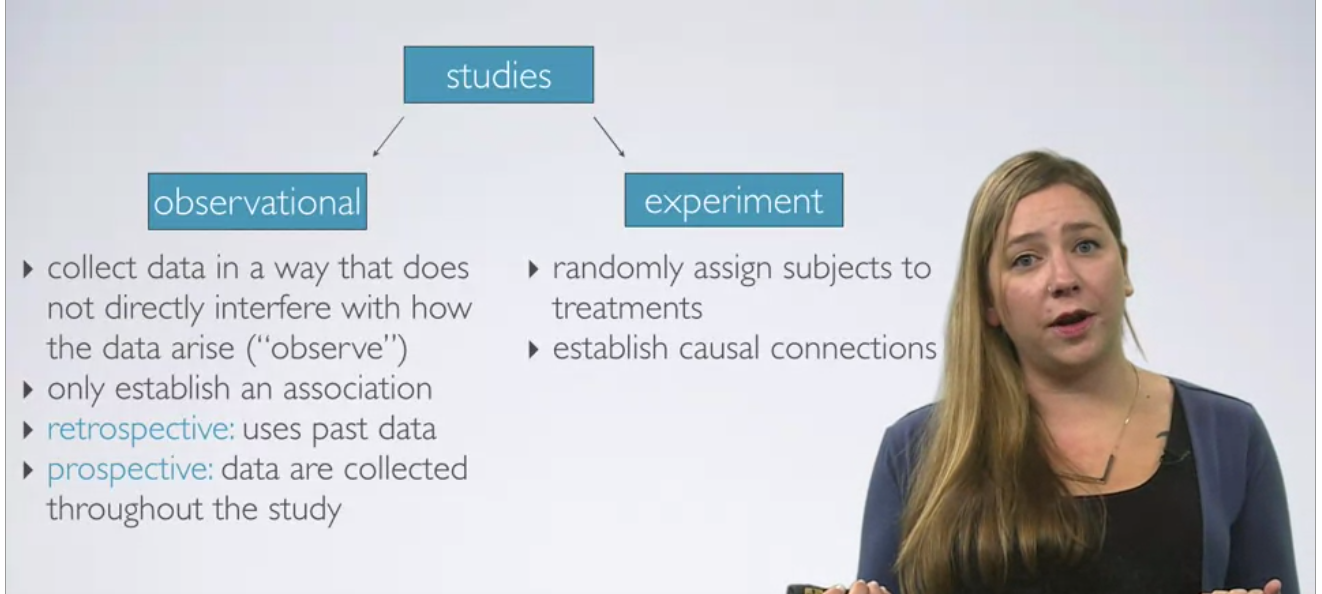 studies
observational
▸ collect data in a way that does
not directly interfere with how
the data arise (“observe”)
▸ only establish an association
▸ retrospective: uses past data
▸ prospective: data are collected
throughout the study
experiment
▸ randomly assign subjects to
treatments
▸ establish causal connections